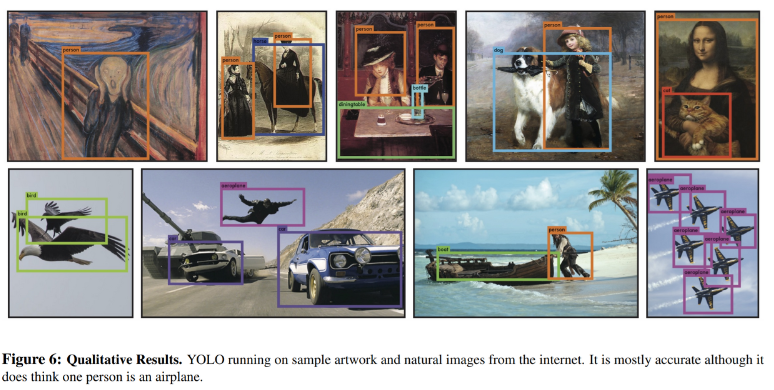 person
person
horse
person
person
person
bottle
diningtable
dog
person
person
cat
bird
bird
aeroplane
car
car
boat
person
aeroplane
aeroplane
aeroplane
aeroplane
aeroplane
aeroplane
Figure 6: Qualitative Results. YOLO running on sample artwork and natural images from the internet. It is mostly accurate although it
does think one person is an airplane.